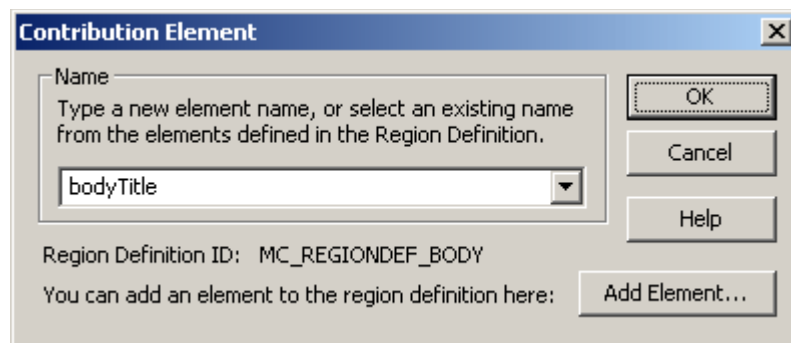 Contribution Element
Name
Type a new element name, or select an existing name
from the elements defined in the Region Definition.
bodyTitle
OK
Cancel
Help
Region Definition ID: MC_REGIONDEF_BODY
You can add an element to the region definition here:
Add Element...